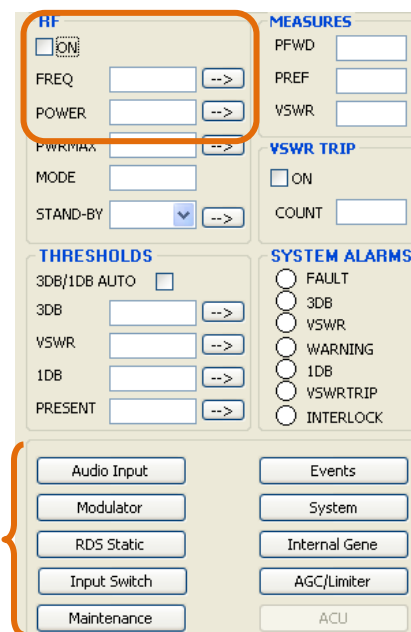 RF
ON
FREQ -->
POWER -->
PWRMAX -->
MODE
STAND-BY -->
MEASURES
PFWD
PREF
VSWR
VSWR TRIP
ON
COUNT
THRESHOLDS
3DB/1DB AUTO
3DB -->
VSWR -->
1DB -->
PRESENT -->
SYSTEM ALARMS
FAULT
3DB
VSWR
WARNING
1DB
VSWRTRIP
INTERLOCK
Audio Input
Modulator
RDS Static
Input Switch
Maintenance
Events
System
Internal Gene
AGC/Limiter
ACU